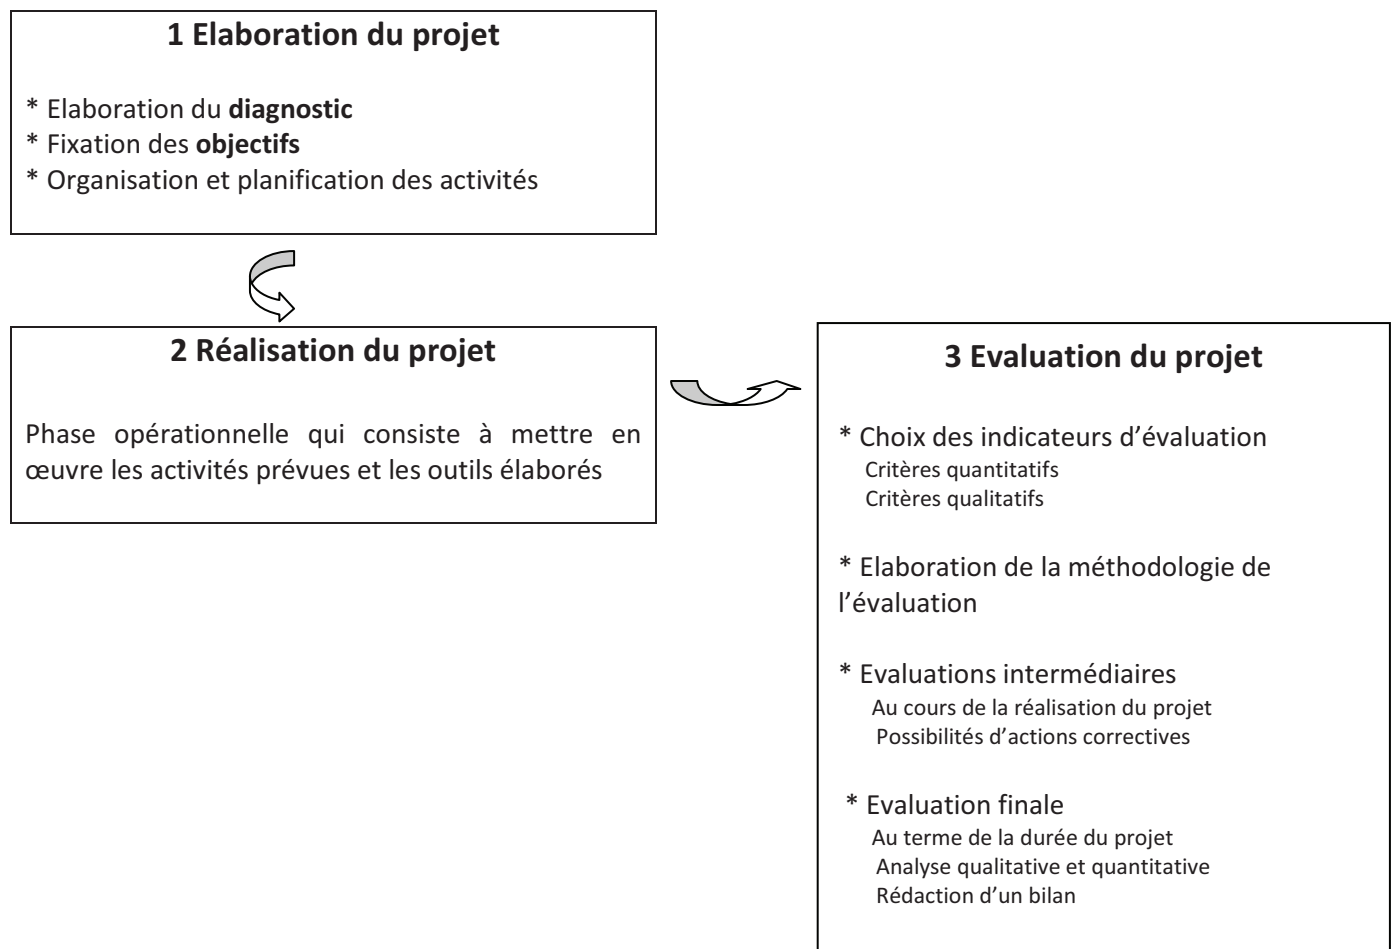 1 Elaboration du projet
* Elaboration du diagnostic
* Fixation des objectifs
* Organisation et planification des activités
2 Réalisation du projet
Phase opérationnelle qui consiste à mettre en
œuvre les activités prévues et les outils élaborés
3 Evaluation du projet
* Choix des indicateurs d’évaluation
Critères quantitatifs
Critères qualitatifs
* Elaboration de la méthodologie de
l’évaluation
* Evaluations intermédiaires
Au cours de la réalisation du projet
Possibilités d’actions correctives
* Evaluation finale
Au terme de la durée du projet
Analyse qualitative et quantitative
Rédaction d’un bilan